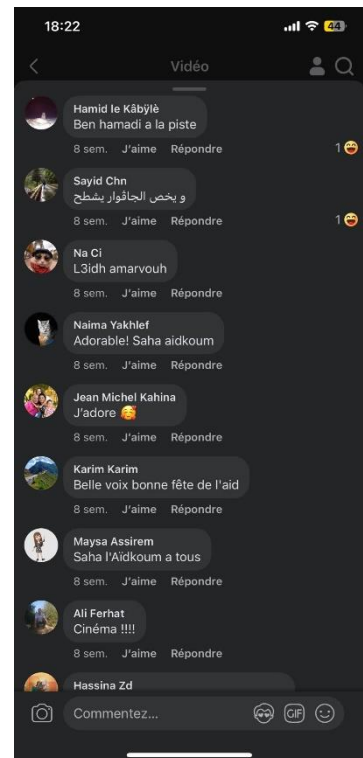 18:22
44
Vidéo
Hamid le Kâbÿlè
Ben hamadi a la piste
8 sem. J'aime Répondre
1
Sayid Chn
و يخص الجاڤوار يشطح
8 sem. J'aime Répondre
1
Na Ci
L3idh amarvouh
8 sem. J'aime Répondre
Naima Yakhlef
Adorable! Saha aidkoum
8 sem. J'aime Répondre
Jean Michel Kahina
J'adore 🥰
8 sem. J'aime Répondre
Karim Karim
Belle voix bonne fête de l'aid
8 sem. J'aime Répondre
Maysa Assirem
Saha l'Aïdkoum a tous
8 sem. J'aime Répondre
Ali Ferhat
Cinéma !!!!
8 sem. J'aime Répondre
Hassina Zd
Commentez...
GIF